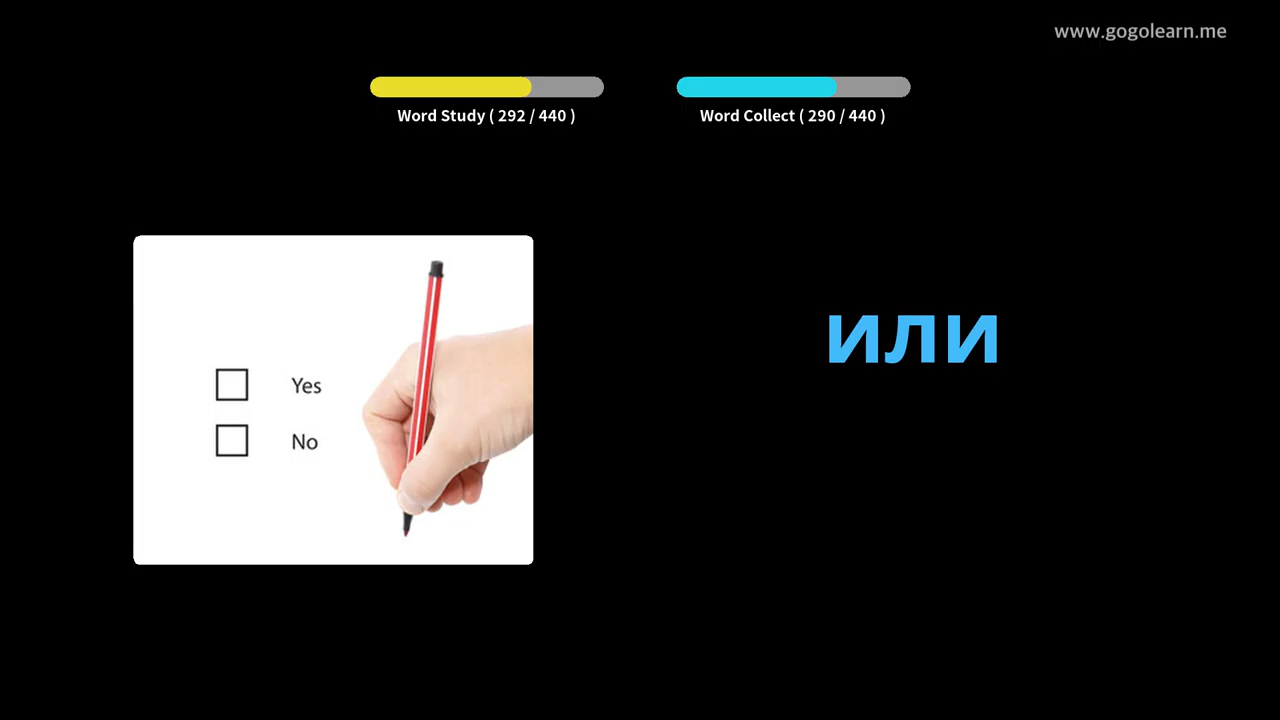 www.gogolearn.me
Word Study ( 292 / 440 )
Word Collect ( 290 / 440 )
или
Yes
No